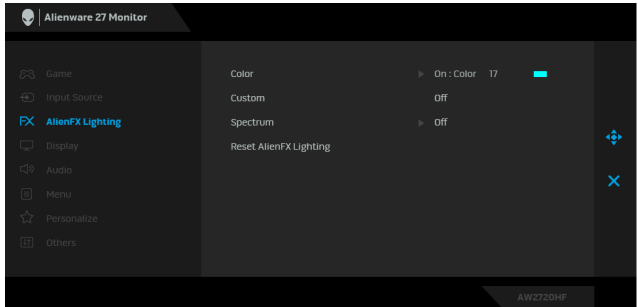 Alienware 27 Monitor
Game
Input Source
FX AlienFX Lighting
Display
Audio
Menu
Personalize
Others
Color On : Color 17
Custom Off
Spectrum Off
Reset AlienFX Lighting
AW2720HF